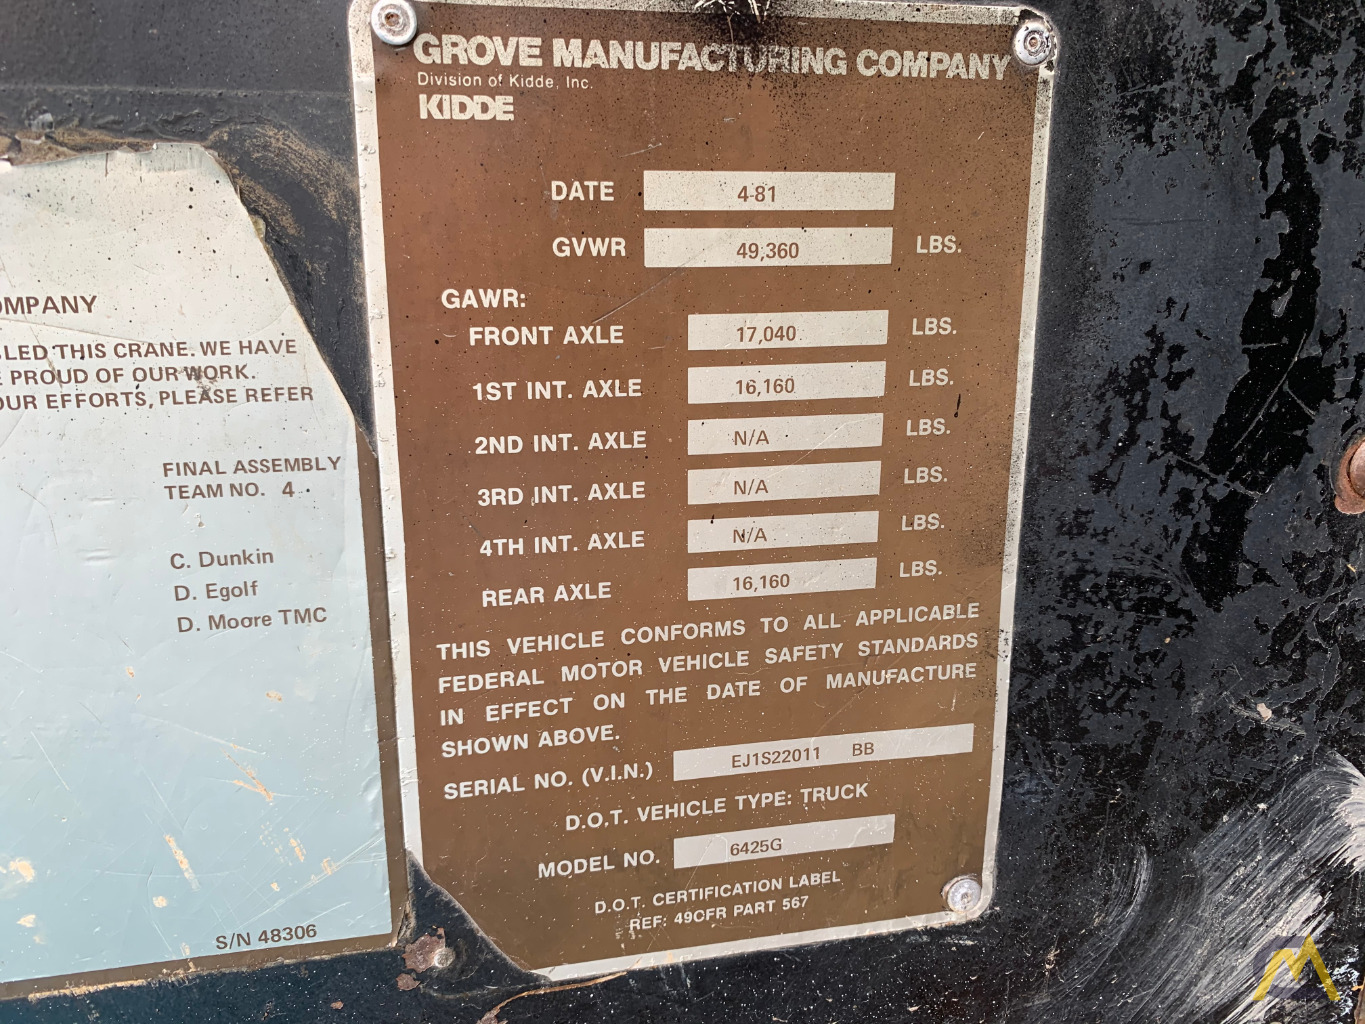 GROVE MANUFACTURING COMPANY
Division of Kidde, Inc.
KIDDE
DATE 4-81
GVWR 49,360 LBS.
GAWR:
FRONT AXLE 17,040 LBS.
1ST INT. AXLE 16,160 LBS.
2ND INT. AXLE N/A LBS.
3RD INT. AXLE N/A LBS.
4TH INT. AXLE N/A LBS.
REAR AXLE 16,160 LBS.
THIS VEHICLE CONFORMS TO ALL APPLICABLE
FEDERAL MOTOR VEHICLE SAFETY STANDARDS
IN EFFECT ON THE DATE OF MANUFACTURE
SHOWN ABOVE.
SERIAL NO. (V.I.N.) EJ1S22011 BB
D.O.T. VEHICLE TYPE: TRUCK
MODEL NO. 6425G
D.O.T. CERTIFICATION LABEL
REF: 49CFR PART 567
OMPANY
LED THIS CRANE. WE HAVE
PROUD OF OUR WORK.
OUR EFFORTS, PLEASE REFER
FINAL ASSEMBLY
TEAM NO. 4
C. Dunkin
D. Egolf
D. Moore TMC
S/N 48306